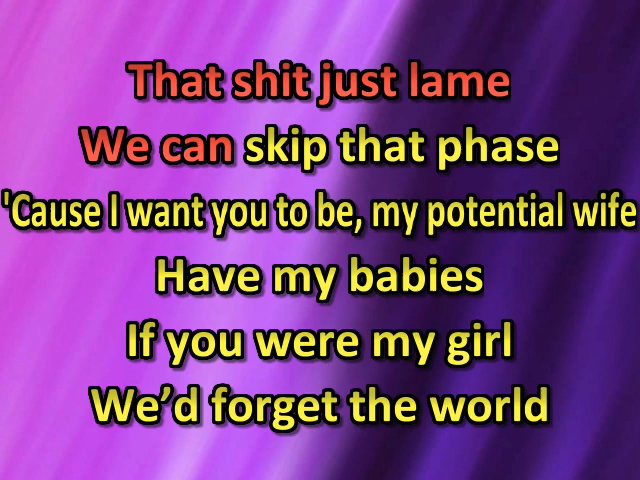 That shit just lame
We can skip that phase
'Cause I want you to be, my potential wife
Have my babies
If you were my girl
We’d forget the world